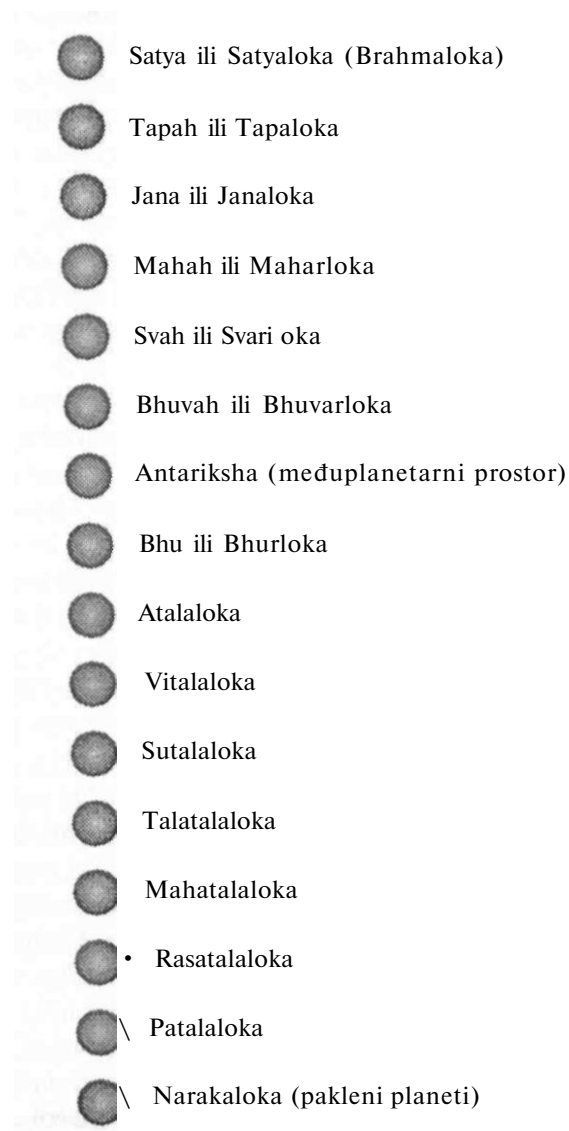 Satya ili Satyaloka (Brahmaloka)
Tapah ili Tapaloka
Jana ili Janaloka
Mahah ili Maharloka
Svah ili Svari oka
Bhuvah ili Bhuvarloka
Antariksha (međuplanetarni prostor)
Bhu ili Bhurloka
Atalaloka
Vitalaloka
Sutalaloka
Talatalaloka
Mahatalaloka
• Rasatalaloka
\ Patalaloka
\ Narakaloka (pakleni planeti)